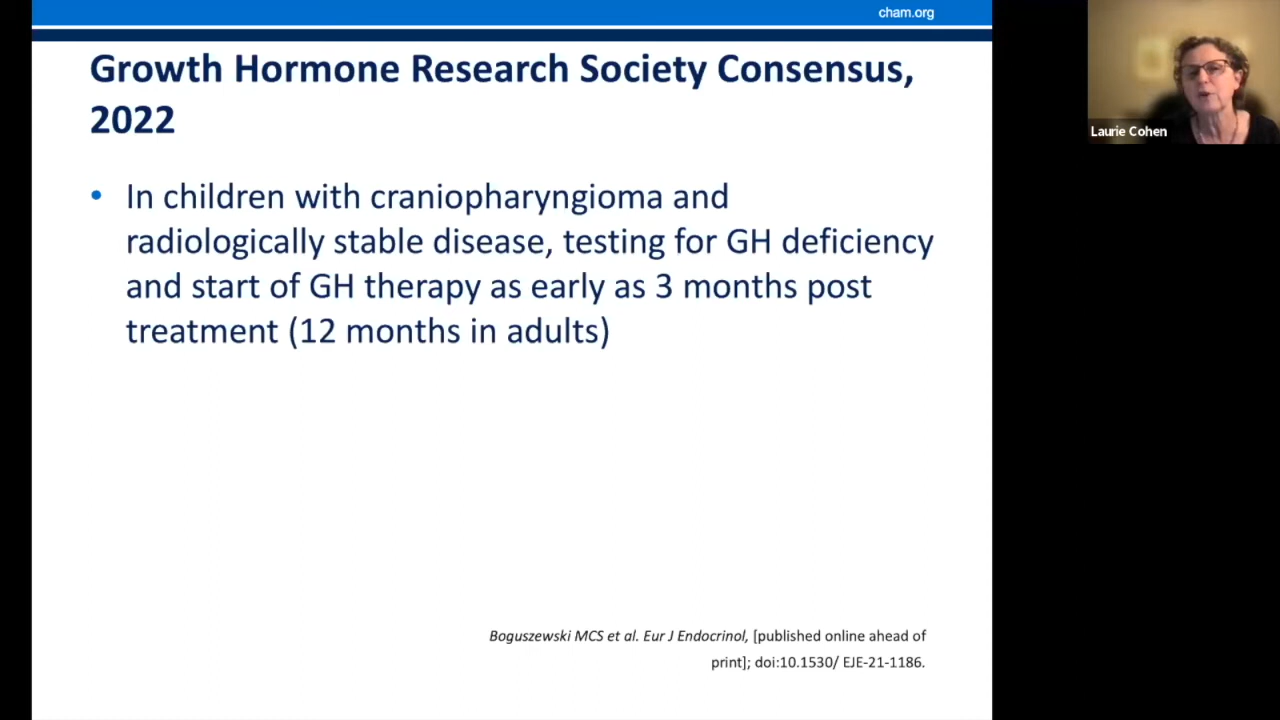 cham.org
Growth Hormone Research Society Consensus,
2022
• In children with craniopharyngioma and
radiologically stable disease, testing for GH deficiency
and start of GH therapy as early as 3 months post
treatment (12 months in adults)
Boguszewski MCS et al. Eur J Endocrinol, [published online ahead of
print]; doi:10.1530/ EJE-21-1186.
Laurie Cohen